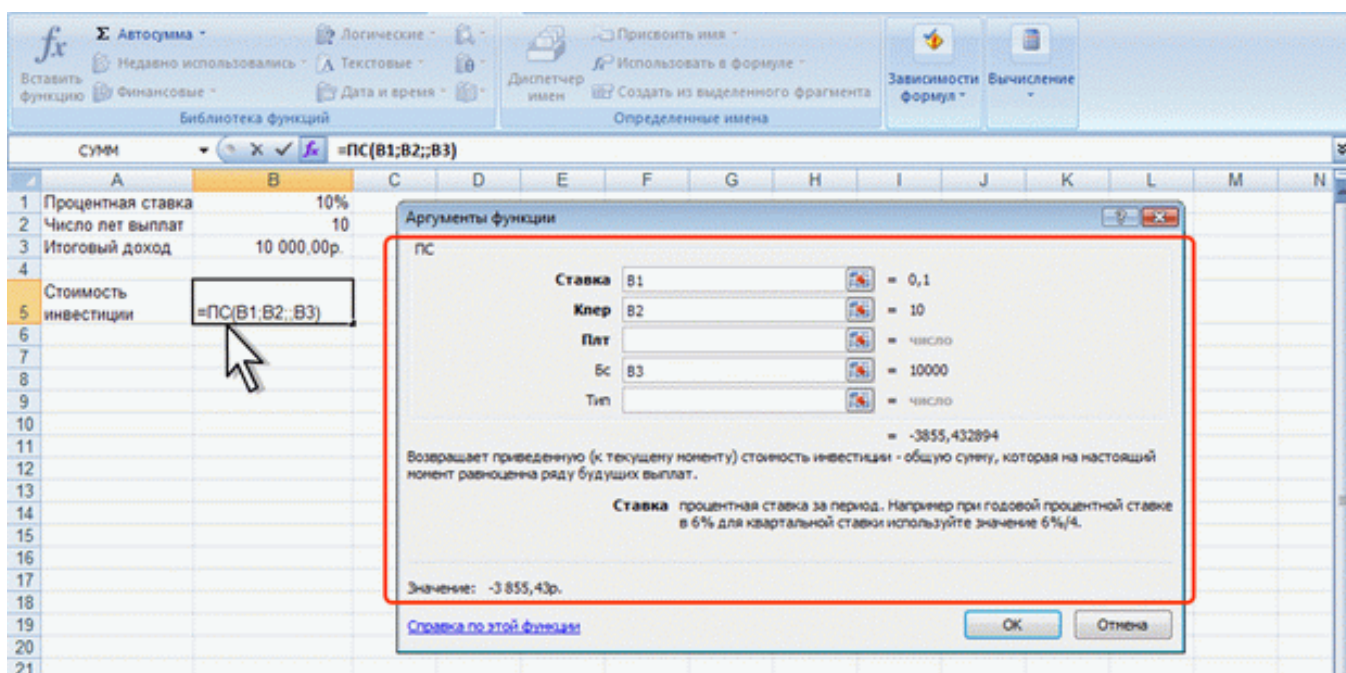 Σ Автосумма
Логические
Присвоить имя
Недавно использовались
Текстовые
Использовать в формуле
Вставить функцию
Финансовые
Дата и время
Диспетчер имен
Создать из выделенного фрагмента
Зависимости формул
Вычисление
Библиотека функций
Определенные имена
СУММ
fx
=ПС(B1;B2;;B3)
A B C D E F G H I J K L M N
1 Процентная ставка 10%
2 Число лет выплат 10
3 Итоговый доход 10 000,00р.
4
Стоимость
5 инвестиции =ПС(B1;B2;;B3)
6
7
8
9
10
11
12
13
14
15
16
17
18
19
20
21
Аргументы функции
ПС
Ставка B1 = 0,1
Кпер B2 = 10
Плт = число
Бс B3 = 10000
Тип = число
= -3855,432894
Возвращает приведенную (к текущему моменту) стоимость инвестиции - общую сумму, которая на настоящий
момент равноценна ряду будущих выплат.
Ставка процентная ставка за период. Например при годовой процентной ставке
в 6% для квартальной ставки используйте значение 6%/4.
Значение: -3 855,43р.
Справка по этой функции
ОК
Отмена